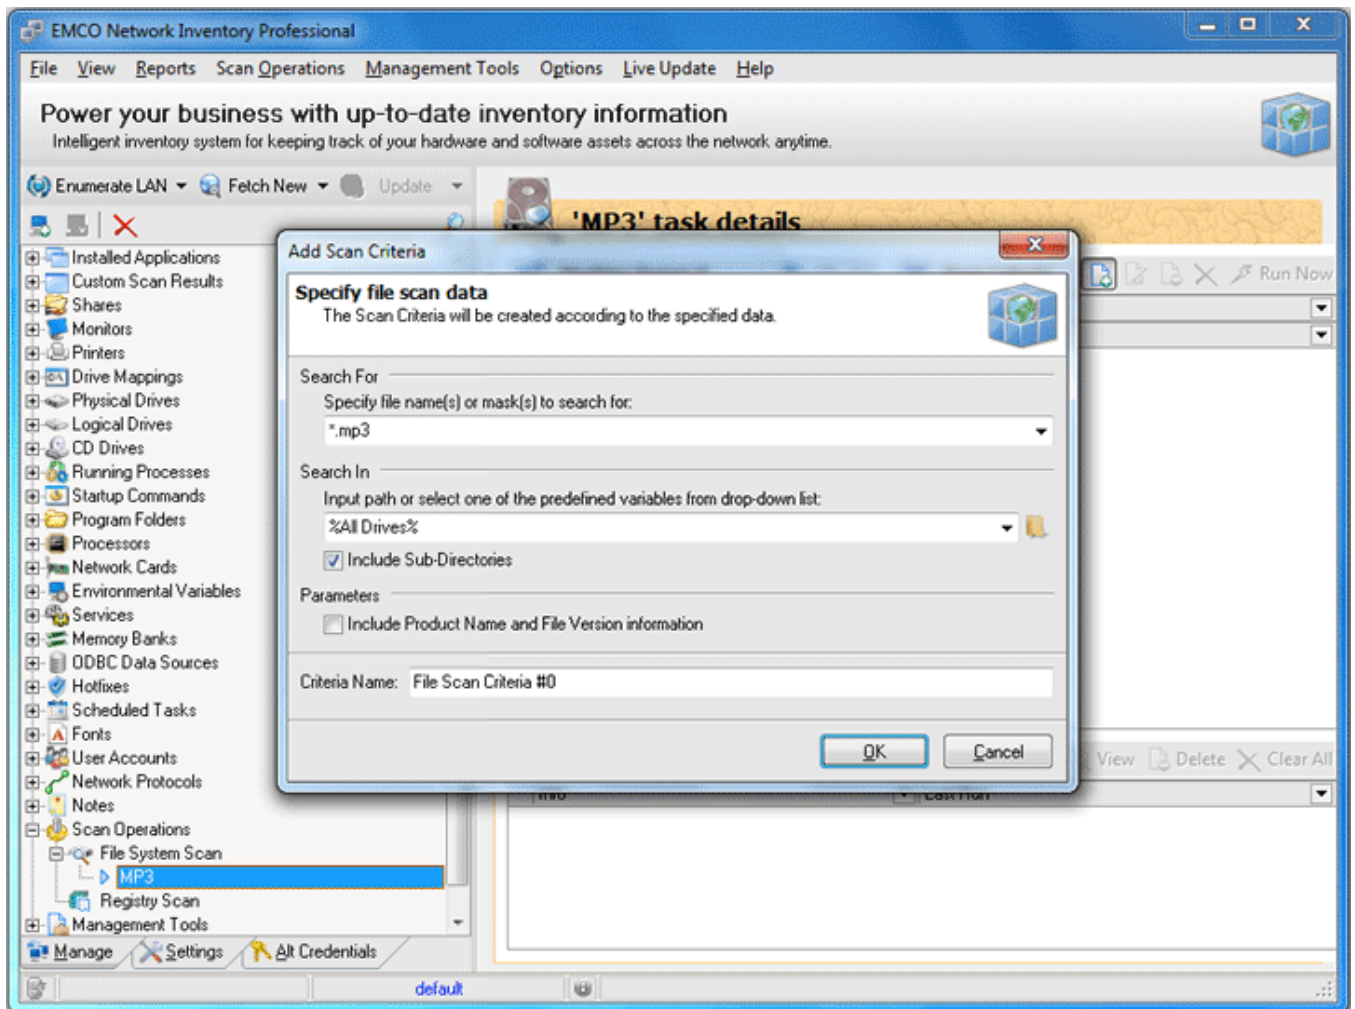 EMCO Network Inventory Professional
File View Reports Scan Operations Management Tools Options Live Update Help
Power your business with up-to-date inventory information
Intelligent inventory system for keeping track of your hardware and software assets across the network anytime.
Enumerate LAN Fetch New Update
'MP3' task details
Run Now
Installed Applications
Custom Scan Results
Shares
Monitors
Printers
Drive Mappings
Physical Drives
Logical Drives
CD Drives
Running Processes
Startup Commands
Program Folders
Processors
Network Cards
Environmental Variables
Services
Memory Banks
ODBC Data Sources
Hotfixes
Scheduled Tasks
Fonts
User Accounts
Network Protocols
Notes
Scan Operations
File System Scan
MP3
Registry Scan
Management Tools
Manage Settings Alt Credentials
default
Add Scan Criteria
Specify file scan data
The Scan Criteria will be created according to the specified data.
Search For
Specify file name(s) or mask(s) to search for:
*.mp3
Search In
Input path or select one of the predefined variables from drop-down list:
%All Drives%
Include Sub-Directories
Parameters
Include Product Name and File Version information
Criteria Name: File Scan Criteria #0
OK Cancel
View Delete Clear All
Info Last Run